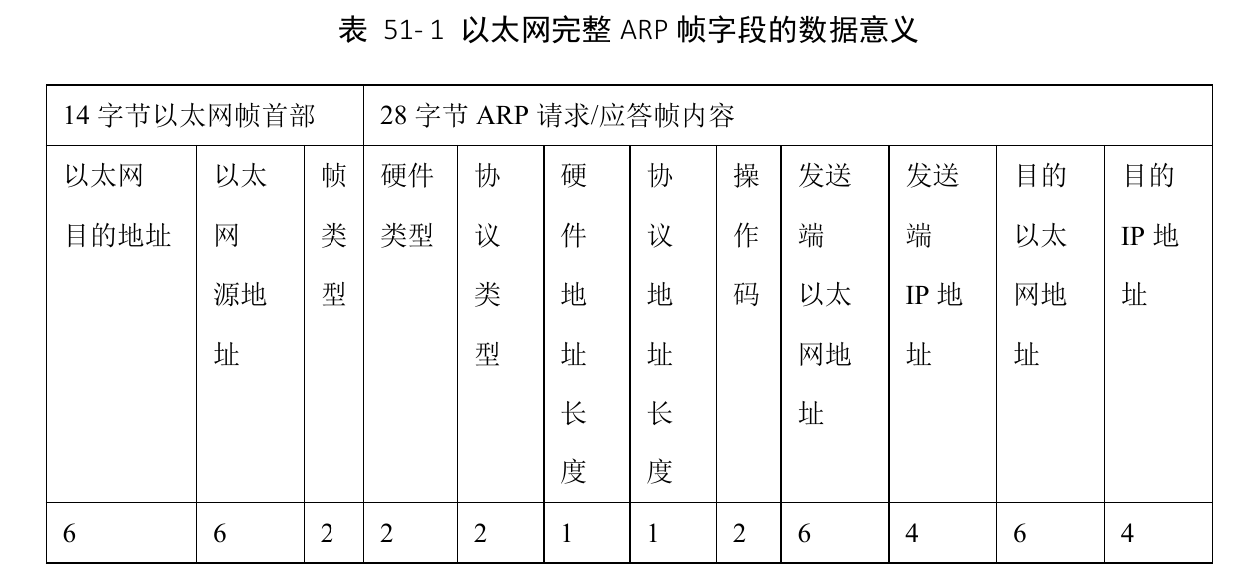 表 51- 1 以太网完整 ARP 帧字段的数据意义
14 字节以太网帧首部 28 字节 ARP 请求/应答帧内容
以太网 以太 帧 硬件 协 硬 协 操 发送 发送 目的 目的
目的地址 网 类 类型 议 件 议 作 端 端 以太 IP 地
源地 型 类 地 地 码 以太 IP 地 网地 址
址 型 址 址 网地 址 址
长 长 址
度 度
6 6 2 2 2 1 1 2 6 4 6 4